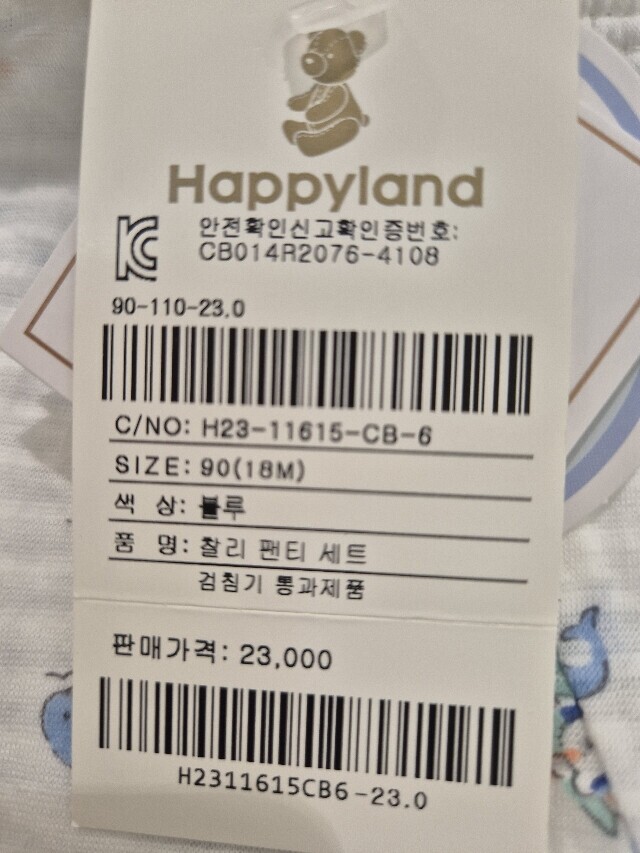 Happyland
안전확인신고확인증번호:
CB014R2076-4108
90-110-23.0
C/NO: H23-11615-CB-6
SIZE: 90(18M)
색 상: 블루
품 명: 찰리 팬티 세트
검침기 통과제품
판매가격: 23,000
H2311615CB6-23.0